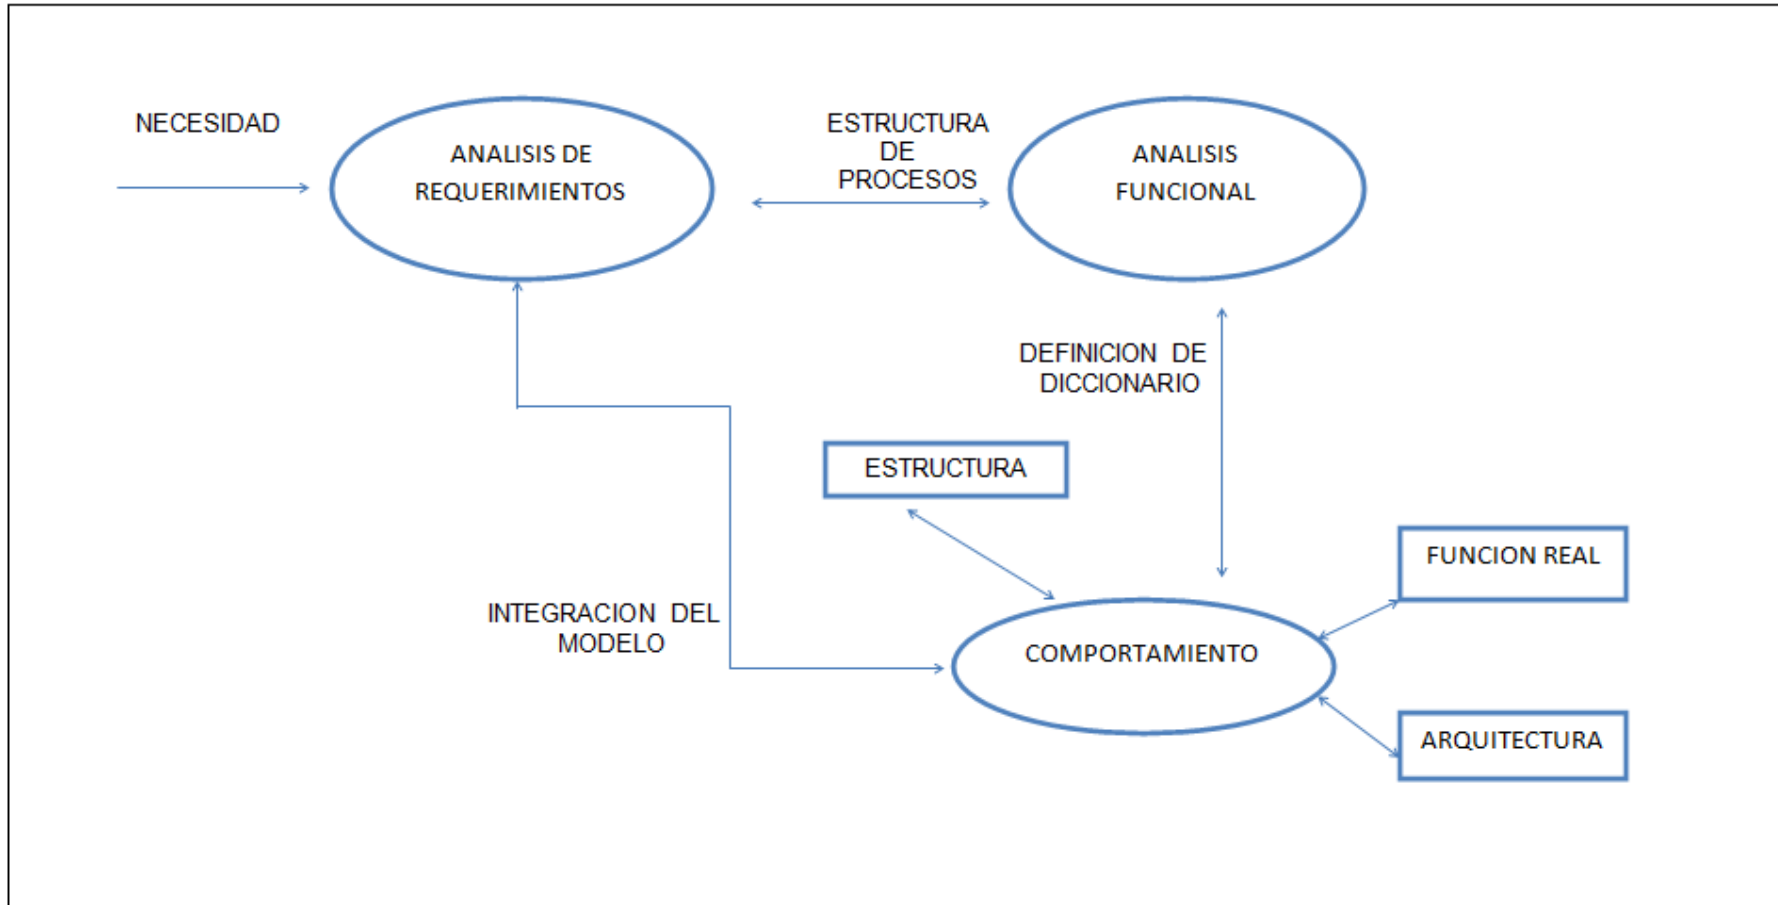 NECESIDAD
ANALISIS DE
REQUERIMIENTOS
ESTRUCTURA
DE
PROCESOS
ANALISIS
FUNCIONAL
DEFINICION DE
DICCIONARIO
ESTRUCTURA
FUNCION REAL
INTEGRACION DEL
MODELO
COMPORTAMIENTO
ARQUITECTURA